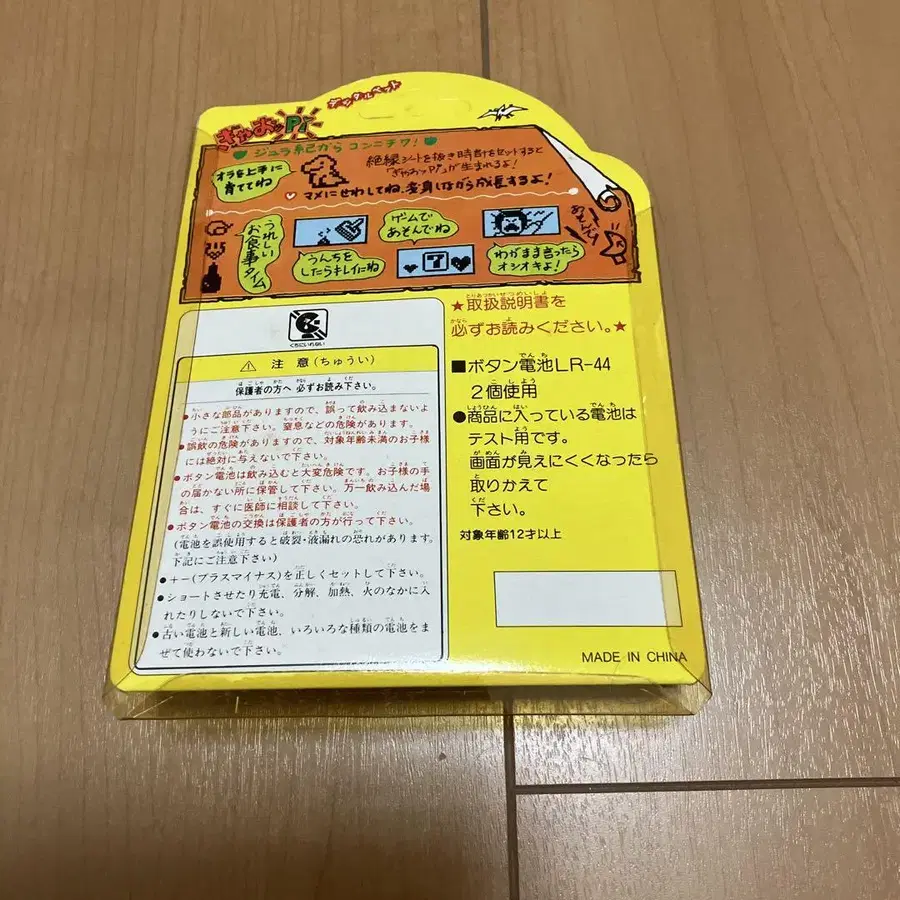 ぎゃおッPi
デジタルペット
ジュラ紀から コンニチワ!
オラを上手に
育ててね
絶縁シートを抜き時計をセットすると
「ぎゃおッPi」が生まれるよ!
マメにせわしてね、変身しながら成長するよ!
うれしい
お食事タイム
うんちを
したらキレイにね
ゲームで
あそんでね
7
わがまま言ったら
オシオキよ!
あそんで!
くちにいれない
注意(ちゅうい)
保護者の方へ 必ずお読み下さい。
●小さな部品がありますので、誤って飲み込まないよ
うにご注意下さい。窒息などの危険があります。
●誤飲の危険がありますので、対象年齢未満のお子様
には絶対に与えないで下さい。
●ボタン電池は飲み込むと大変危険です。お子様の手
の届かない所に保管して下さい。万一飲み込んだ場
合は、すぐに医師に相談して下さい。
●ボタン電池の交換は保護者の方が行って下さい。
(電池を誤使用すると破裂・液漏れの恐れがあります。
下記にご注意下さい)
●+−(プラスマイナス)を正しくセットして下さい。
●ショートさせたり充電、分解、加熱、火のなかに入
れたりしないで下さい。
●古い電池と新しい電池、いろいろな種類の電池をま
ぜて使わないで下さい。
★取扱説明書を
必ずお読みください。★
■ボタン電池LR-44
2個使用
●商品に入っている電池は
テスト用です。
画面が見えにくくなったら
取りかえて
下さい。
対象年齢12才以上
MADE IN CHINA